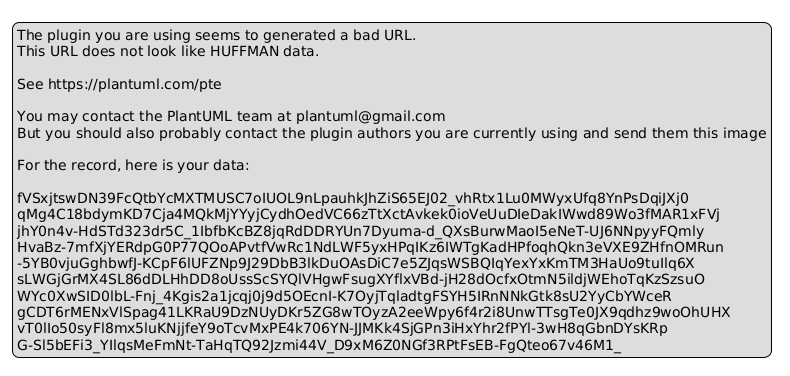 The plugin you are using seems to generated a bad URL.
This URL does not look like HUFFMAN data.
See https://plantuml.com/pte
You may contact the PlantUML team at plantuml@gmail.com
But you should also probably contact the plugin authors you are currently using and send them this image
For the record, here is your data:
fVSxjtswDN39FcQtbYcMXTMUSC7oIUOL9nLpauhkJhZiS65EJ02_vhRtx1Lu0MWyxUfq8YnPsDqiJXj0
qMg4C18bdymKD7Cja4MQkMjYYyjCydhOedVC66zTtXctAvkek0ioVeUuDIeDakIWwd89Wo3fMAR1xFVj
jhY0n4v-HdSTd323dr5C_1IbfbKcBZ8jqRdDDRYUn7Dyuma-d_QXsBurwMaoI5eNeT-UJ6NNpyyFQmly
HvaBz-7mfXjYERdpG0P77QOoAPvtfVwRc1NdLWF5yxHPqIKz6IWTgKadHPfoqhQkn3eVXE9ZHfnOMRun
-5YB0vjuGghbwfJ-KCpF6lUFZNp9J29DbB3lkDuOAsDiC7e5ZJqsWSBQIqYexYxKmTM3HaUo9tuIlq6X
sLWGjGrMX4SL86dDLHhDD8oUssScSYQlVHgwFsugXYflxVBd-jH28dOcfxOtmN5ildjWEhoTqKzSzsuO
WYc0XwSID0lbL-Fnj_4Kgis2a1jcqj0j9d5OEcnI-K7OyjTqladtgFSYH5IRnNNkGtk8sU2YyCbYWceR
gCDT6rMENxVlSpag41LKRaU9DzNUyDKr5ZG8wTOyzA2eeWpy6f4r2i8UnwTTsgTe0JX9qdhz9woOhUHX
vT0lIo50syFl8mx5luKNjjfeY9oTcvMxPE4k706YN-JJMKk4SjGPn3iHxYhr2fPYl-3wH8qGbnDYsKRp
G-Sl5bEFi3_YIlqsMeFmNt-TaHqTQ92Jzmi44V_D9xM6Z0NGf3RPtFsEB-FgQteo67v46M1_